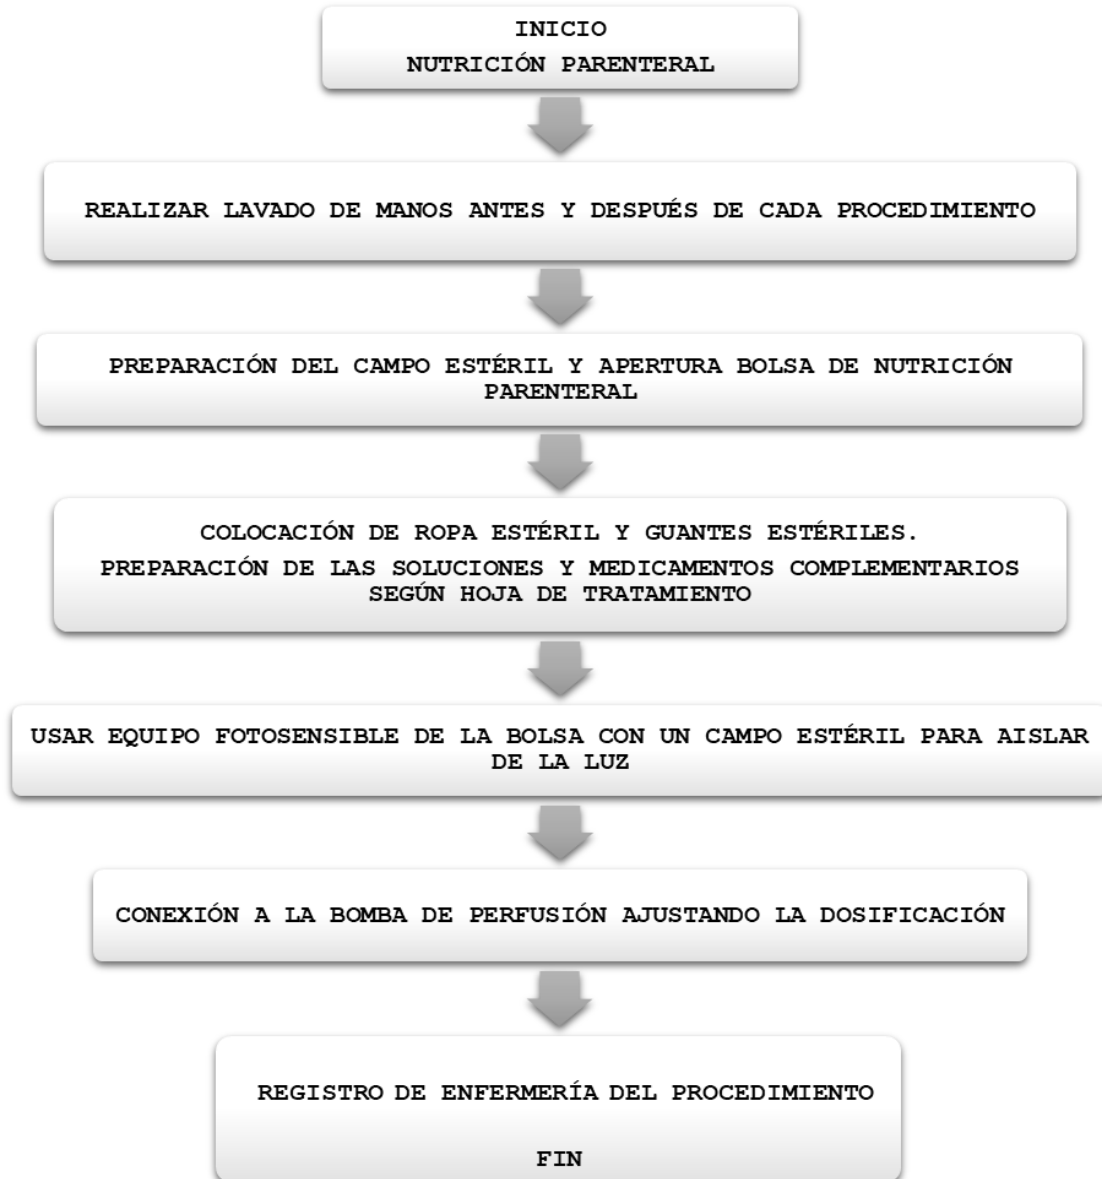 INICIO
NUTRICIÓN PARENTERAL
REALIZAR LAVADO DE MANOS ANTES Y DESPUÉS DE CADA PROCEDIMIENTO
PREPARACIÓN DEL CAMPO ESTÉRIL Y APERTURA BOLSA DE NUTRICIÓN
PARENTERAL
COLOCACIÓN DE ROPA ESTÉRIL Y GUANTES ESTÉRILES.
PREPARACIÓN DE LAS SOLUCIONES Y MEDICAMENTOS COMPLEMENTARIOS
SEGÚN HOJA DE TRATAMIENTO
USAR EQUIPO FOTOSENSIBLE DE LA BOLSA CON UN CAMPO ESTÉRIL PARA AISLAR
DE LA LUZ
CONEXIÓN A LA BOMBA DE PERFUSIÓN AJUSTANDO LA DOSIFICACIÓN
REGISTRO DE ENFERMERÍA DEL PROCEDIMIENTO
FIN